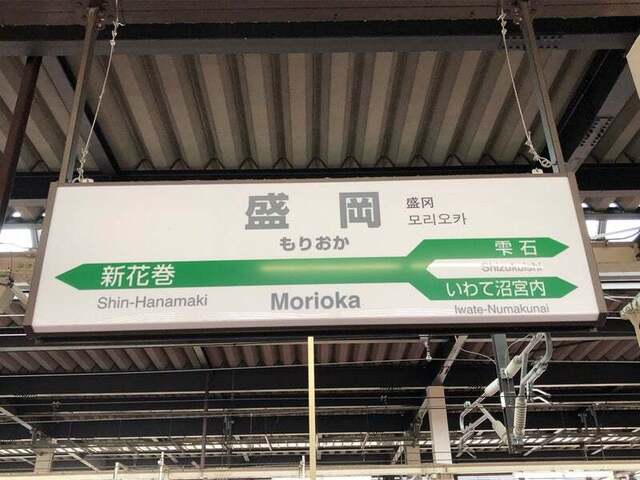 盛岡
盛冈
모리오카
もりおか
雫石
Shizukuishi
新花巻
いわて沼宮内
Shin-Hanamaki
Morioka
Iwate-Numakunai